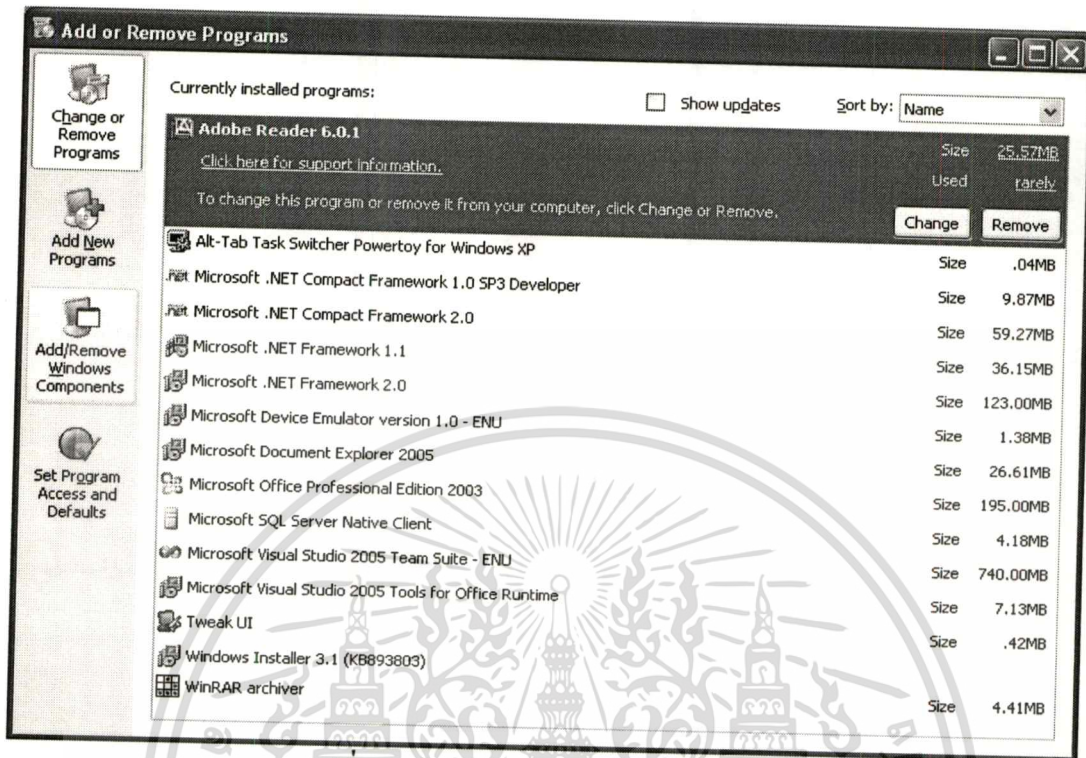 Add or Remove Programs
Change or
Remove
Programs
Add New
Programs
Add/Remove
Windows
Components
Set Program
Access and
Defaults
Currently installed programs:
Show updates
Sort by: Name
Adobe Reader 6.0.1 Size 25.57MB
Click here for support information. Used rarely
To change this program or remove it from your computer, click Change or Remove. Change Remove
Alt-Tab Task Switcher Powertoy for Windows XP Size .04MB
Microsoft .NET Compact Framework 1.0 SP3 Developer Size 9.87MB
Microsoft .NET Compact Framework 2.0 Size 59.27MB
Microsoft .NET Framework 1.1 Size 36.15MB
Microsoft .NET Framework 2.0 Size 123.00MB
Microsoft Device Emulator version 1.0 - ENU Size 1.38MB
Microsoft Document Explorer 2005 Size 26.61MB
Microsoft Office Professional Edition 2003 Size 195.00MB
Microsoft SQL Server Native Client Size 4.18MB
Microsoft Visual Studio 2005 Team Suite - ENU Size 740.00MB
Microsoft Visual Studio 2005 Tools for Office Runtime Size 7.13MB
Tweak UI Size .42MB
Windows Installer 3.1 (KB893803)
WinRAR archiver Size 4.41MB